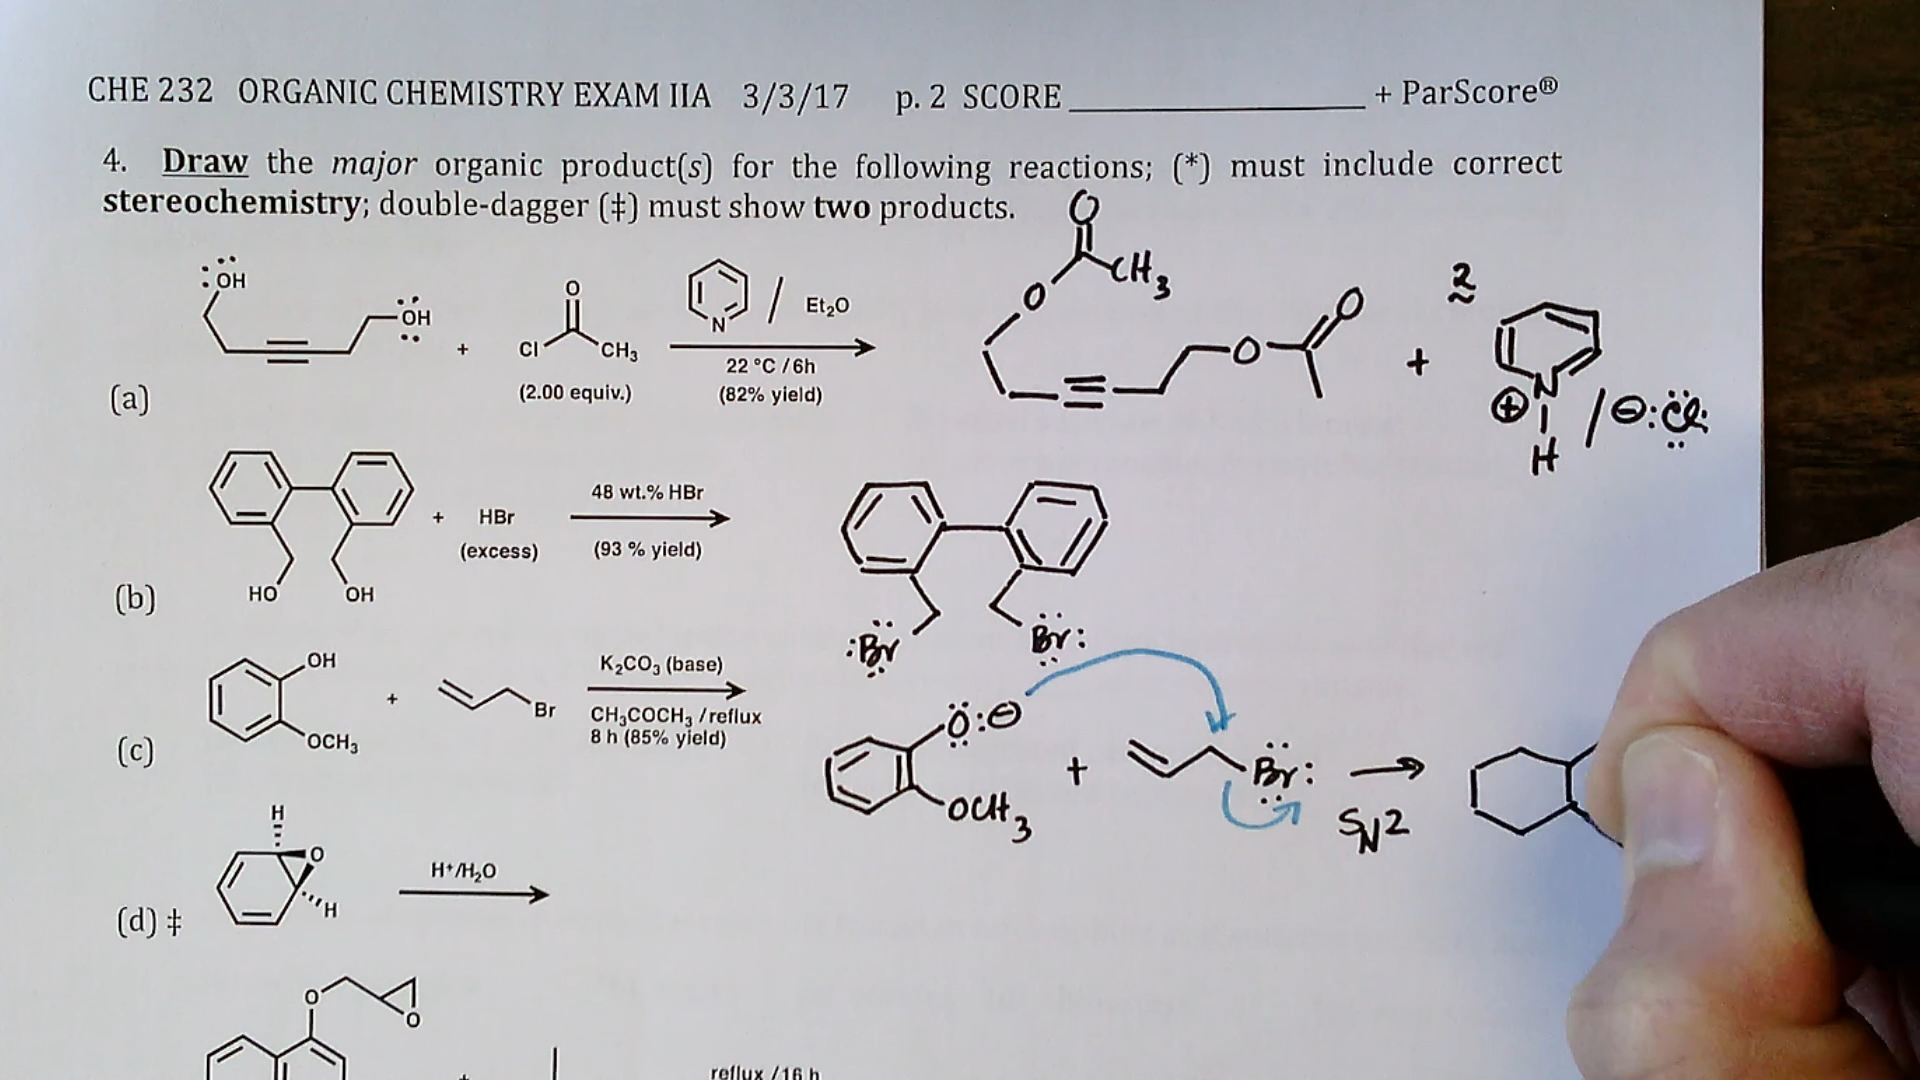 CHE 232 ORGANIC CHEMISTRY EXAM IIA 3/3/17 p. 2 SCORE + ParScore®
4. Draw the major organic product(s) for the following reactions; (*) must include correct
stereochemistry; double-dagger (‡) must show two products.
(a)
:OH
OH
+
O
Cl
CH₃
(2.00 equiv.)
N
/ Et₂O
22 °C / 6h
(82% yield)
O
CH₃
O
O
O
+
2
N
⊕
H
/ ⊖:Cl:
(b)
HO
OH
+ HBr
(excess)
48 wt.% HBr
(93 % yield)
:Br
Br:
(c)
OH
OCH₃
+
Br
K₂CO₃ (base)
CH₃COCH₃ / reflux
8 h (85% yield)
O:⊖
OCH₃
+
Br:
SN2
(d) ‡
H
O
H
H⁺/H₂O
O
O
+
reflux / 16 h